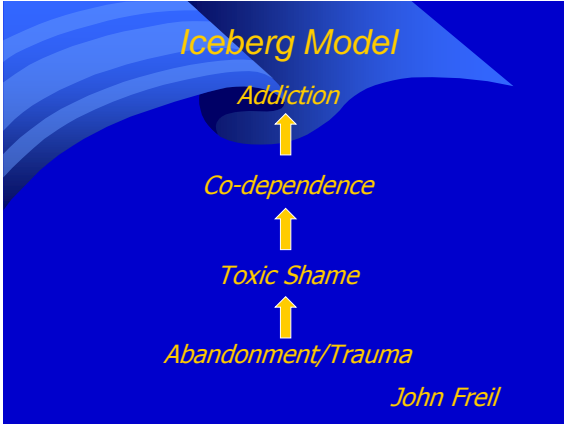 Iceberg Model
Addiction
Co-dependence
Toxic Shame
Abandonment/Trauma
John Freil